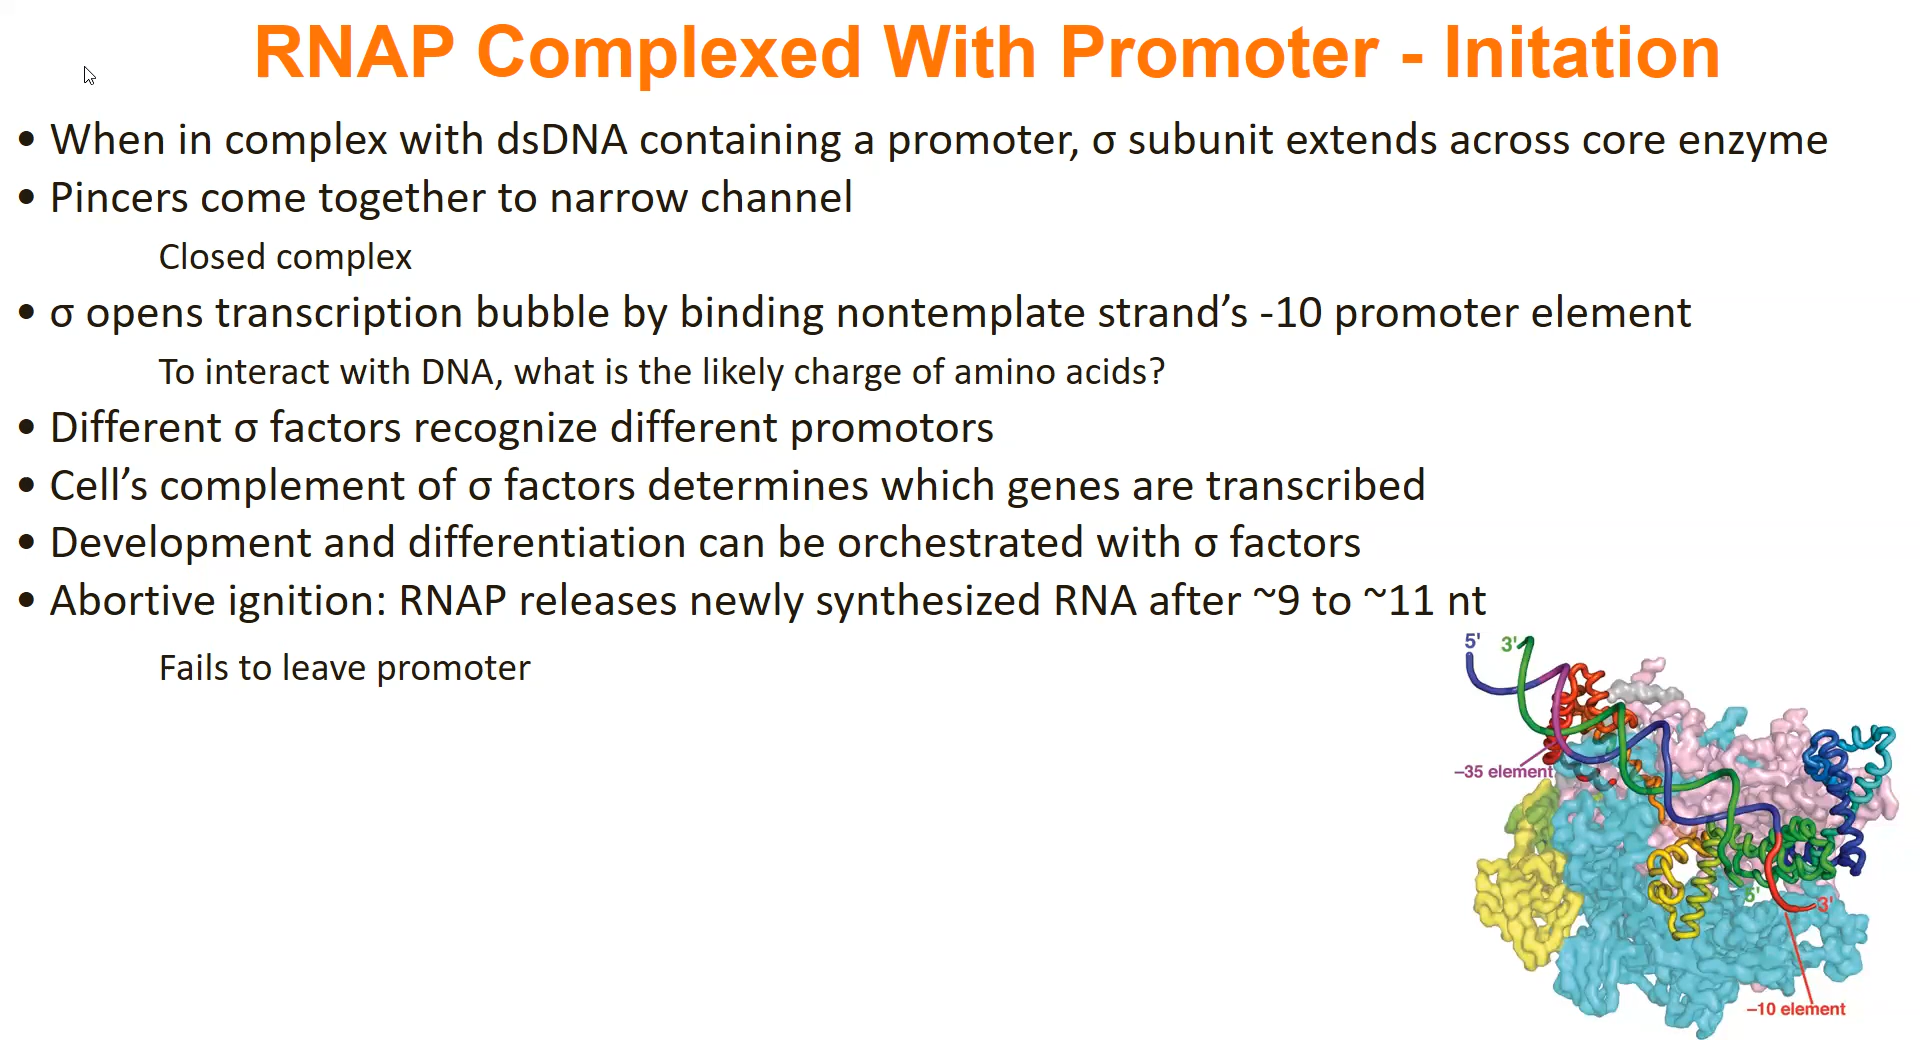 RNAP Complexed With Promoter - Initation
• When in complex with dsDNA containing a promoter, σ subunit extends across core enzyme
• Pincers come together to narrow channel
Closed complex
• σ opens transcription bubble by binding nontemplate strand’s -10 promoter element
To interact with DNA, what is the likely charge of amino acids?
• Different σ factors recognize different promotors
• Cell’s complement of σ factors determines which genes are transcribed
• Development and differentiation can be orchestrated with σ factors
• Abortive ignition: RNAP releases newly synthesized RNA after ~9 to ~11 nt
Fails to leave promoter
5' 3'
–35 element
5'
3'
–10 element